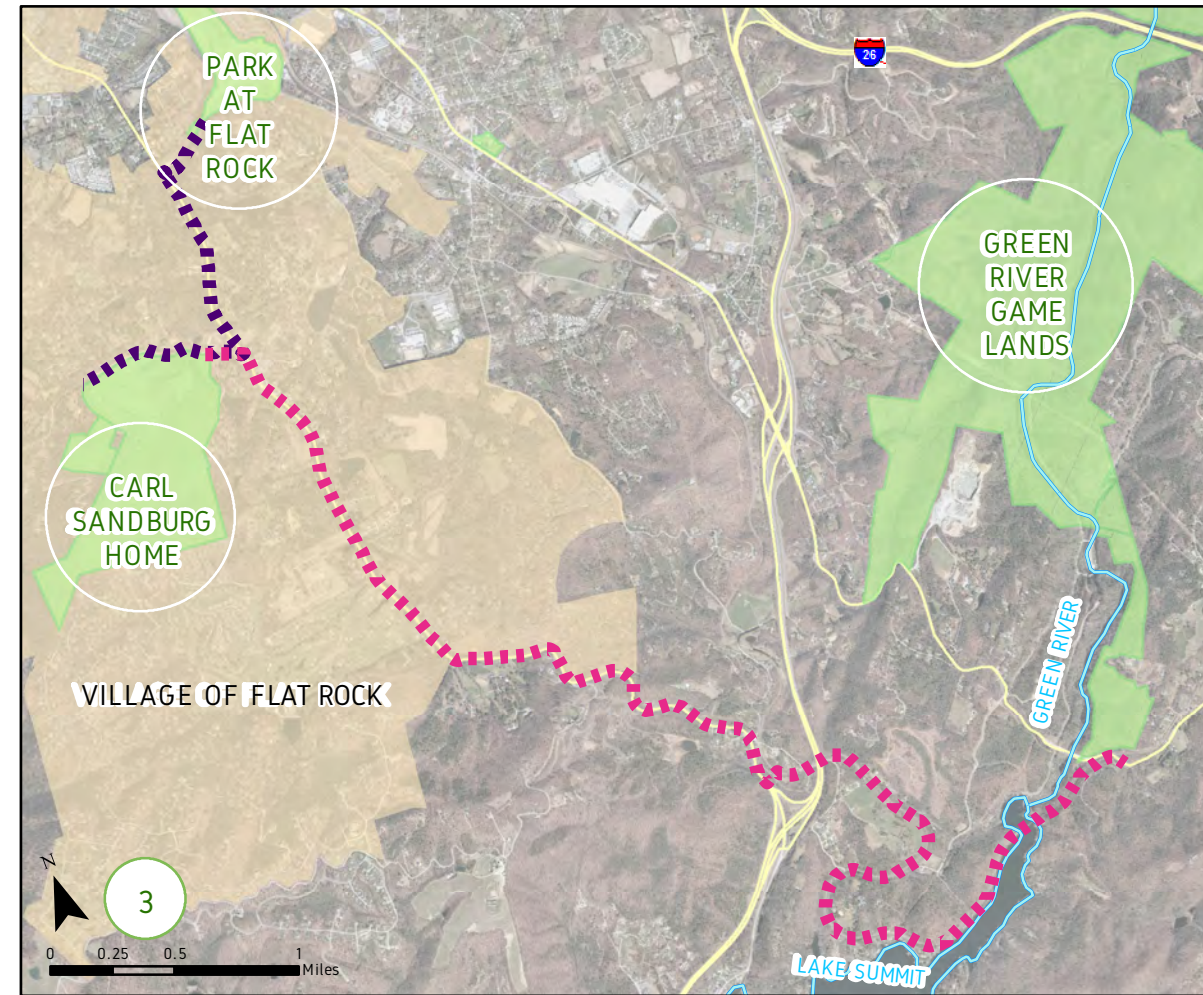 PARK
AT
FLAT
ROCK
26
GREEN
RIVER
GAME
LANDS
CARL
SANDBURG
HOME
GREEN RIVER
VILLAGE OF FLAT ROCK
N
3
0 0.25 0.5 1
Miles
LAKE SUMMIT